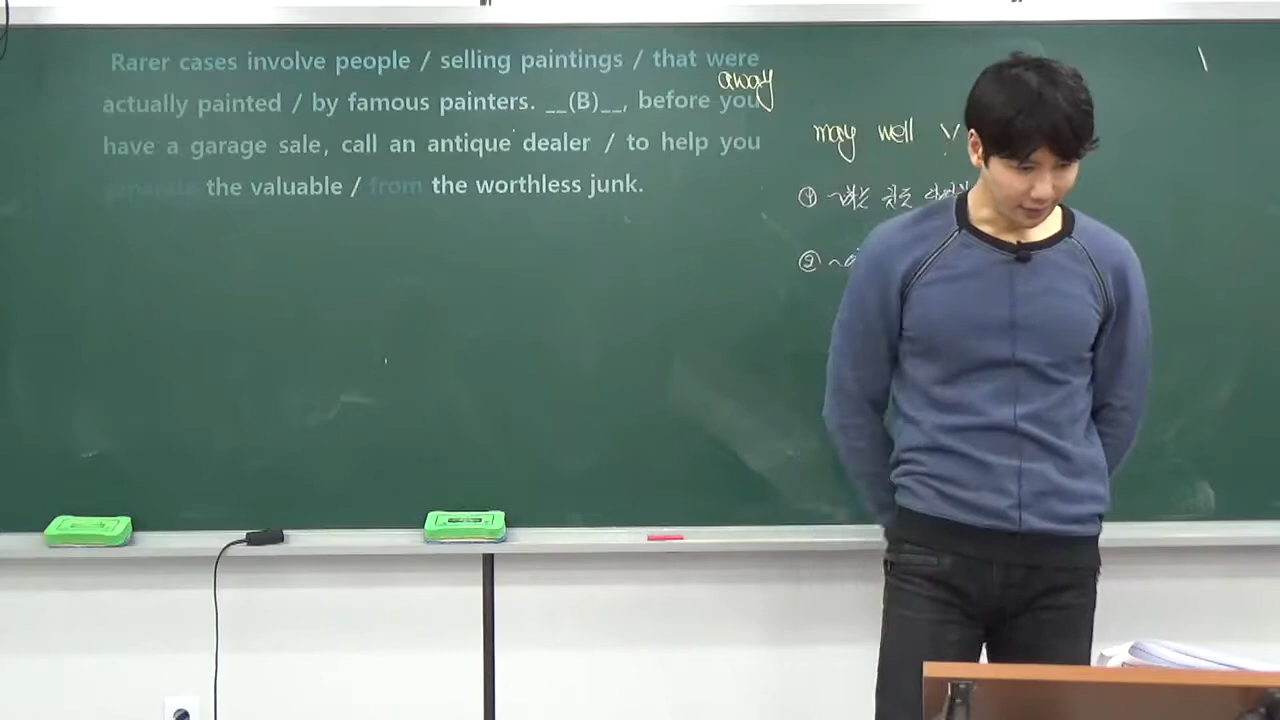 Rarer cases involve people / selling paintings / that were
away
actually painted / by famous painters. __(B)__, before you
have a garage sale, call an antique dealer / to help you
separate the valuable / from the worthless junk.
may well
①
② ~